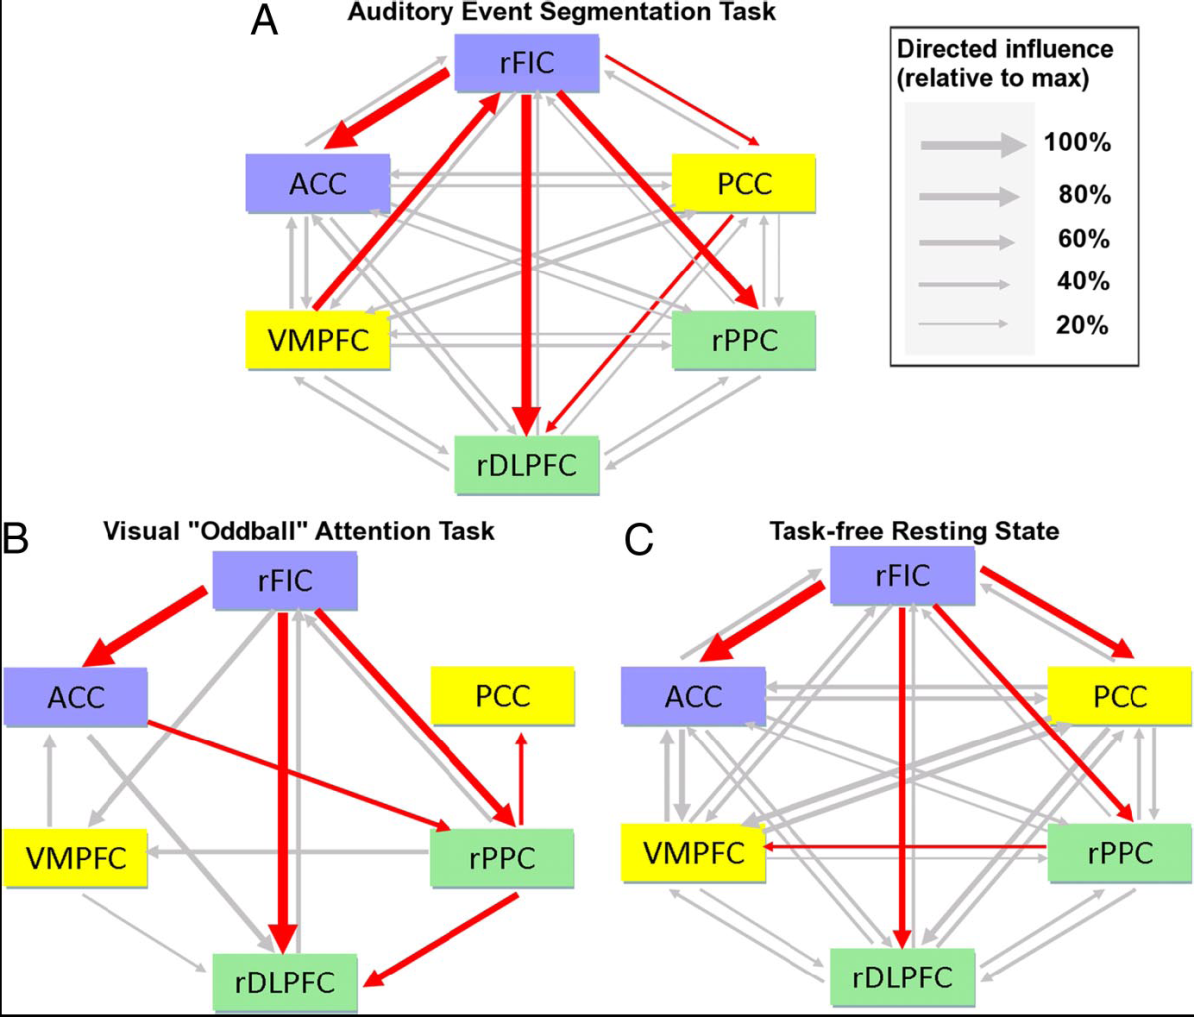 A
Auditory Event Segmentation Task
rFIC
ACC
PCC
VMPFC
rPPC
rDLPFC
Directed influence
(relative to max)
100%
80%
60%
40%
20%
B
Visual "Oddball" Attention Task
rFIC
ACC
PCC
VMPFC
rPPC
rDLPFC
C
Task-free Resting State
rFIC
ACC
PCC
VMPFC
rPPC
rDLPFC